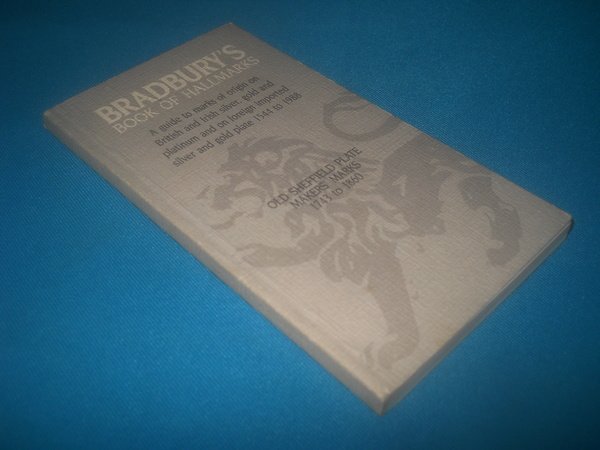 BRADBURY'S
BOOK OF HALLMARKS
A guide to marks of origin on
British and Irish silver, gold and
platinum and on foreign imported
silver and gold plate 1544 to 1988
OLD SHEFFIELD PLATE
MAKERS' MARKS
1743 to 1860